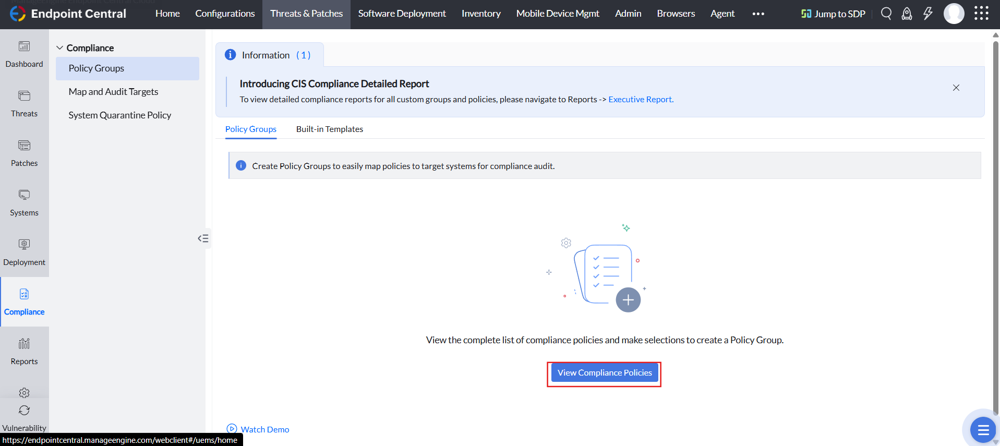 ManageEngine Endpoint Central Cloud
Endpoint Central
Home
Configurations
Threats & Patches
Software Deployment
Inventory
Mobile Device Mgmt
Admin
Browsers
Agent
Jump to SDP
Dashboard
Threats
Patches
Systems
Deployment
Compliance
Reports
Vulnerability
Compliance
Policy Groups
Map and Audit Targets
System Quarantine Policy
Information (1)
Introducing CIS Compliance Detailed Report
To view detailed compliance reports for all custom groups and policies, please navigate to Reports -> Executive Report.
Policy Groups
Built-in Templates
Create Policy Groups to easily map policies to target systems for compliance audit.
View the complete list of compliance policies and make selections to create a Policy Group.
View Compliance Policies
Watch Demo
https://endpointcentral.manageengine.com/webclient#/uems/home